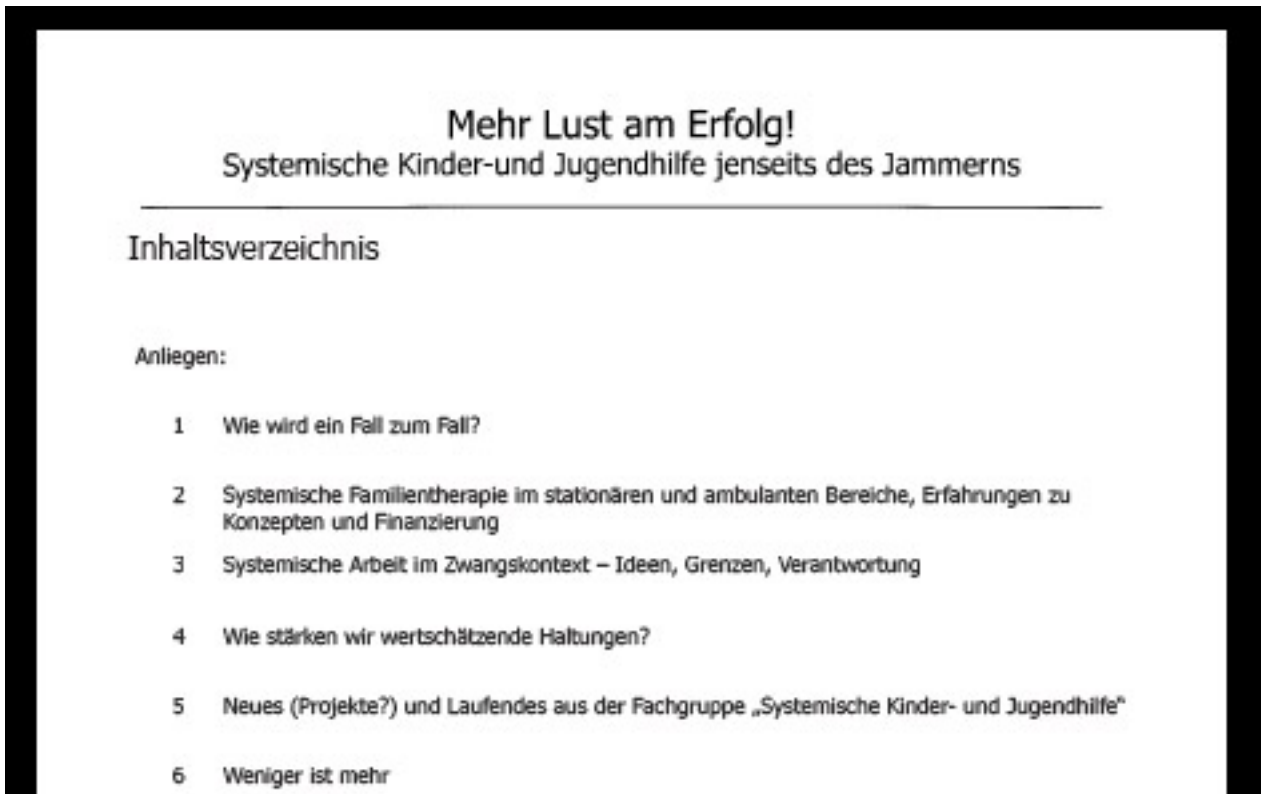 Mehr Lust am Erfolg!
Systemische Kinder-und Jugendhilfe jenseits des Jammerns
Inhaltsverzeichnis
Anliegen:
1 Wie wird ein Fall zum Fall?
2 Systemische Familientherapie im stationären und ambulanten Bereiche, Erfahrungen zu
Konzepten und Finanzierung
3 Systemische Arbeit im Zwangskontext – Ideen, Grenzen, Verantwortung
4 Wie stärken wir wertschätzende Haltungen?
5 Neues (Projekte?) und Laufendes aus der Fachgruppe „Systemische Kinder- und Jugendhilfe“
6 Weniger ist mehr